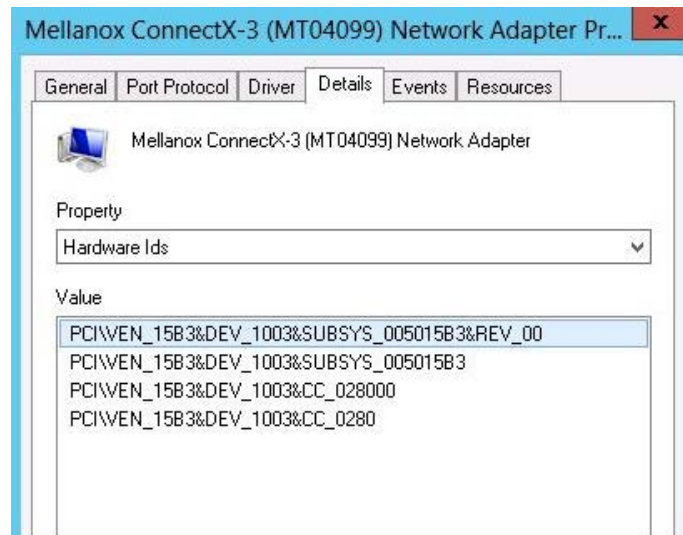 Mellanox ConnectX-3 (MT04099) Network Adapter Pr... x
General Port Protocol Driver Details Events Resources
Mellanox ConnectX-3 (MT04099) Network Adapter
Property
Hardware Ids
Value
PCI\VEN_15B3&DEV_1003&SUBSYS_005015B3&REV_00
PCI\VEN_15B3&DEV_1003&SUBSYS_005015B3
PCI\VEN_15B3&DEV_1003&CC_028000
PCI\VEN_15B3&DEV_1003&CC_0280